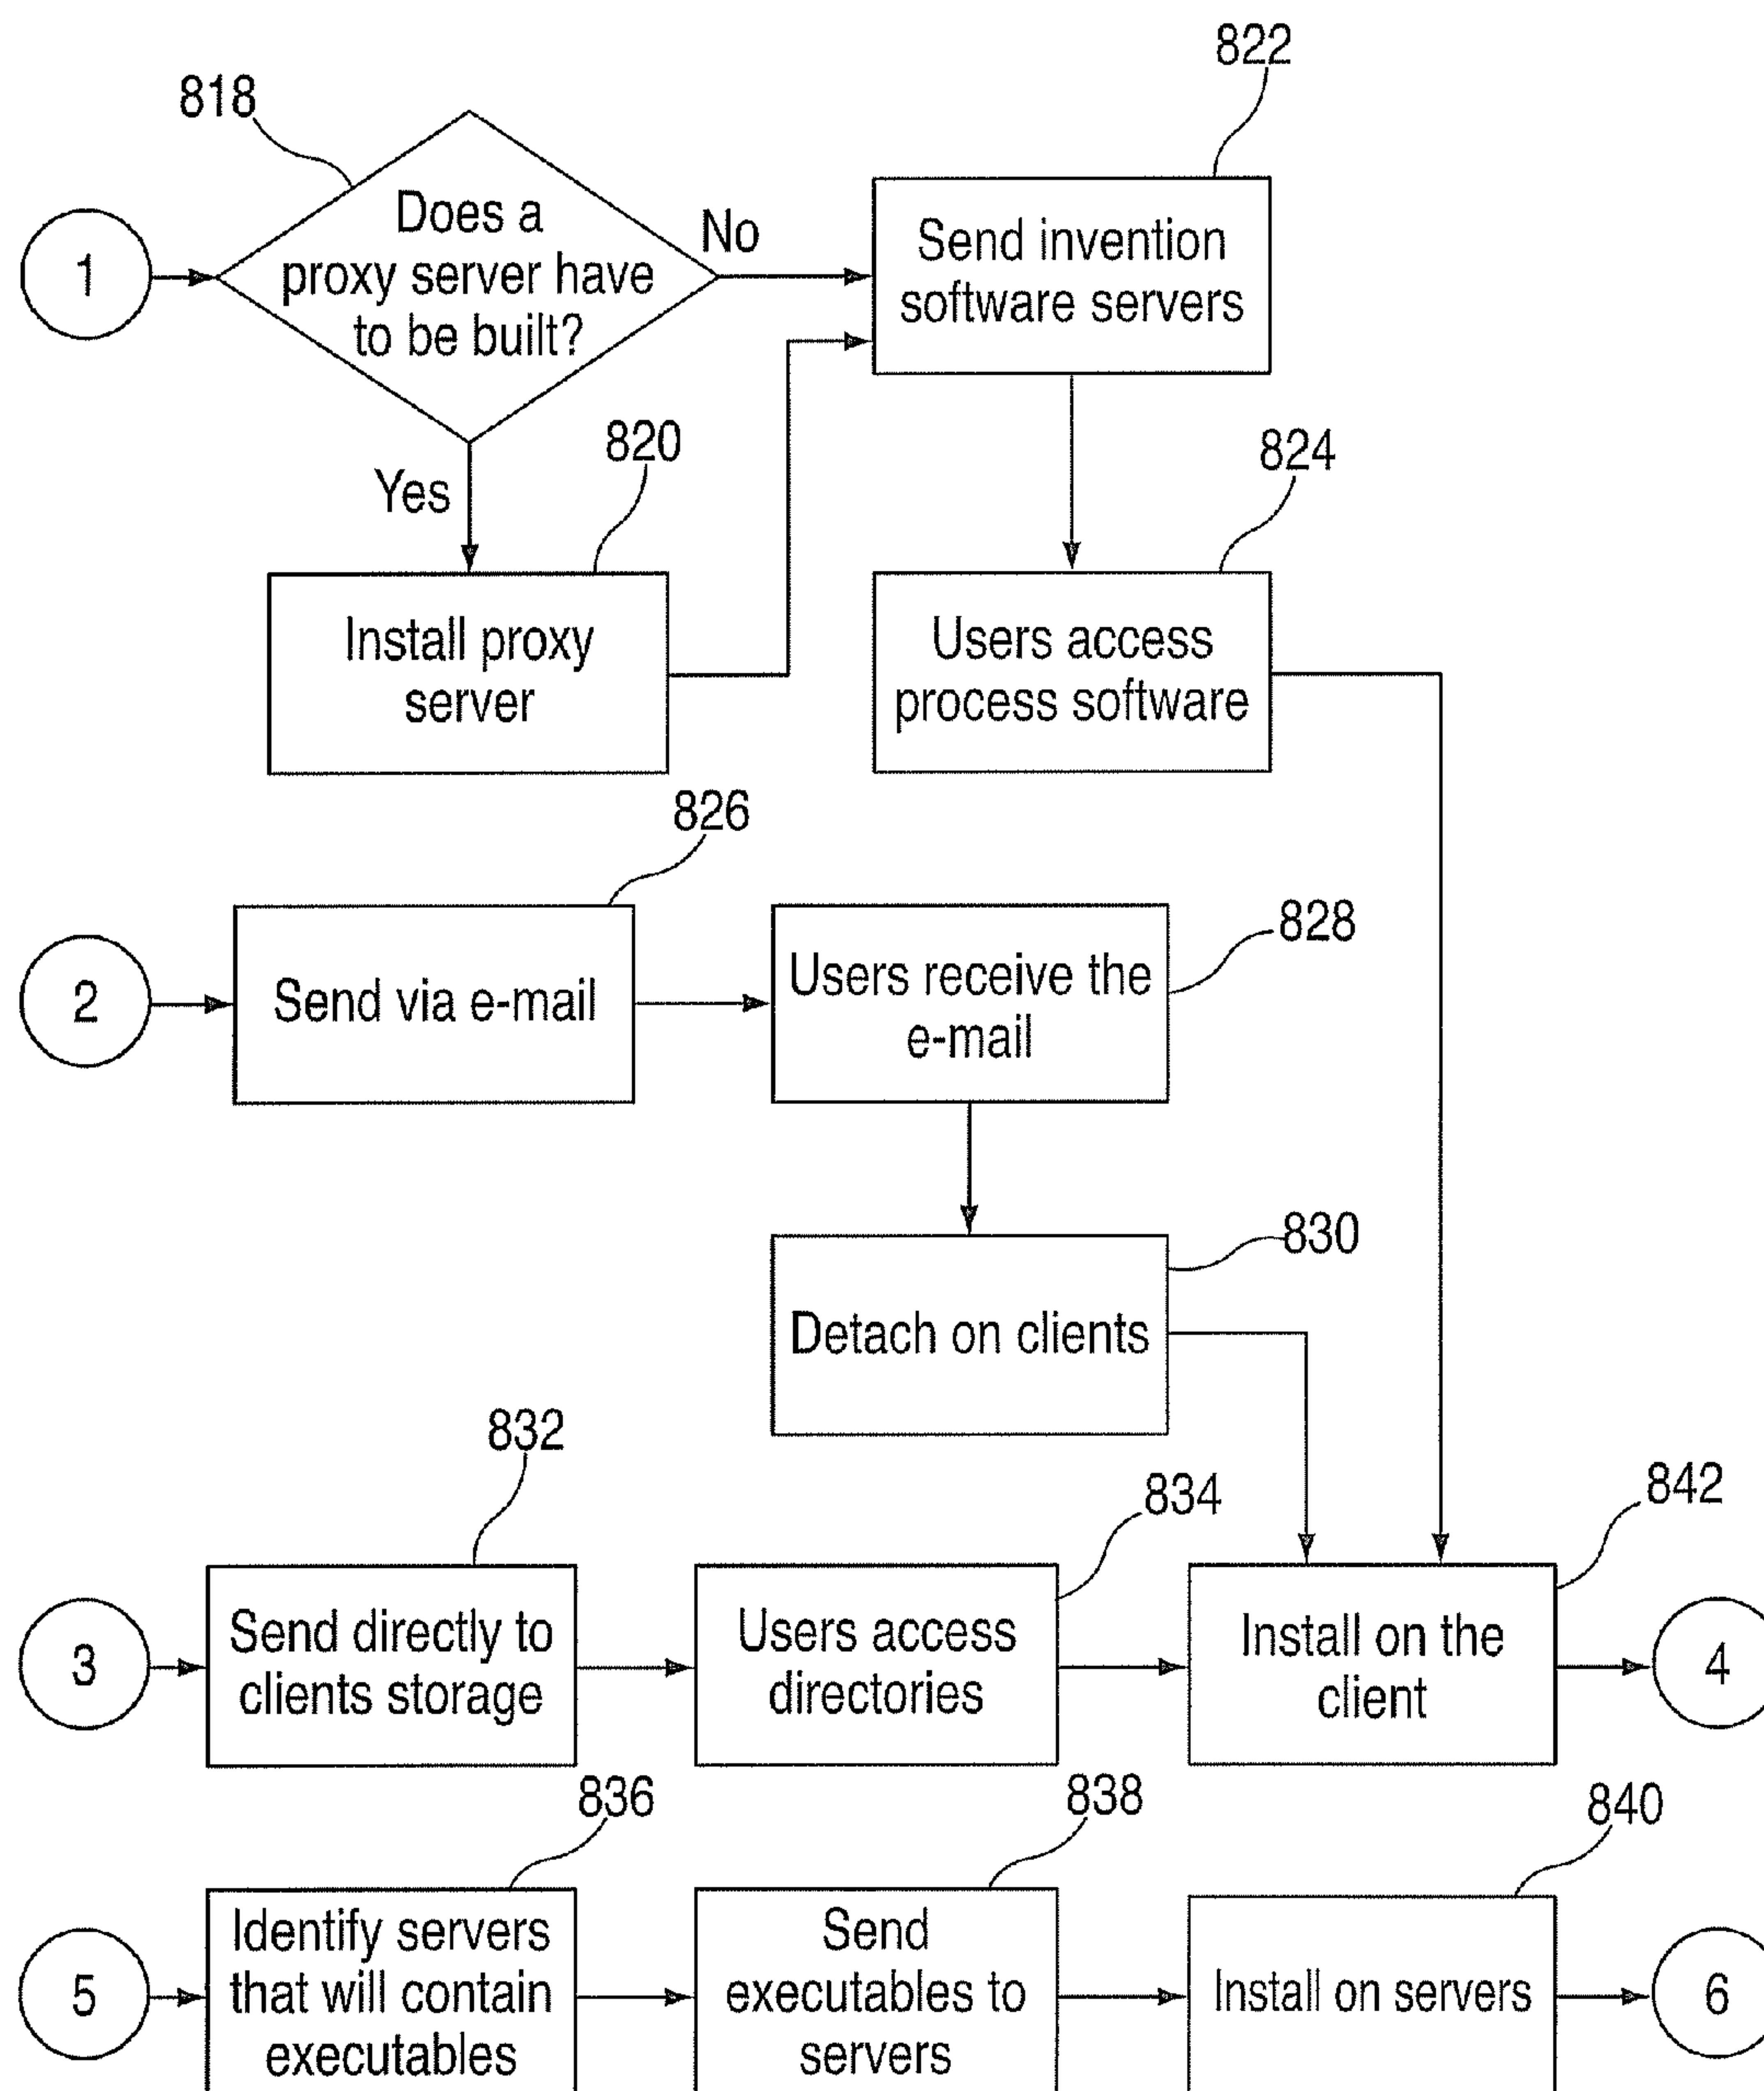 822
818
Does a
proxy server have
to be built?
No
Send invention
software servers
1
820
824
Yes
Install proxy
server
Users access
process software
826
828
2
Send via e-mail
Users receive the
e-mail
830
Detach on clients
832
834
842
3
Send directly to
clients storage
Users access
directories
Install on the
client
4
836
838
840
5
Identify servers
that will contain
executables
Send
executables to
servers
Install on servers
6